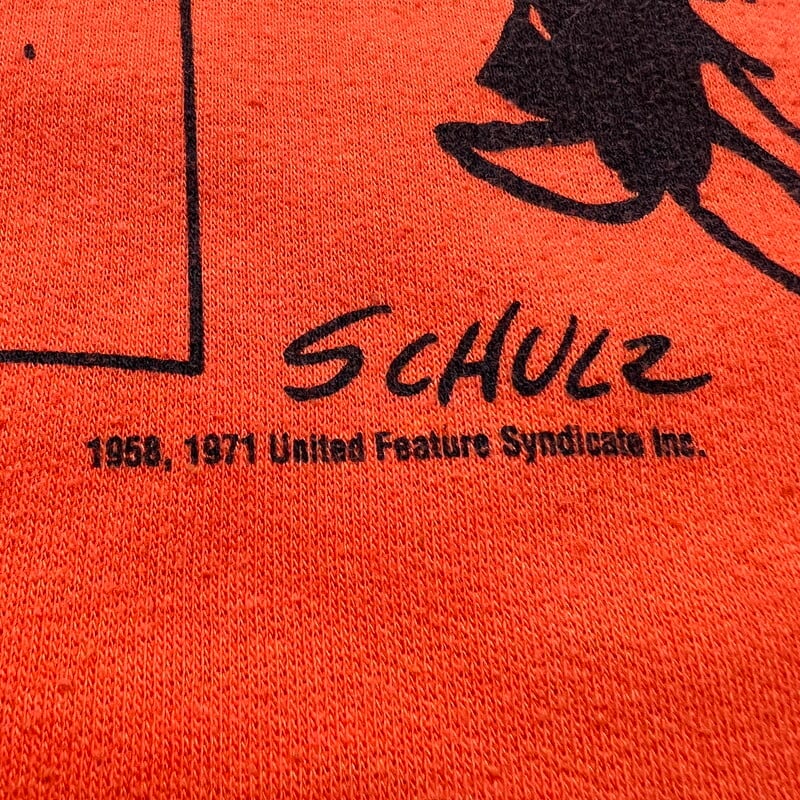 SCHULZ
1958, 1971 United Feature Syndicate Inc.